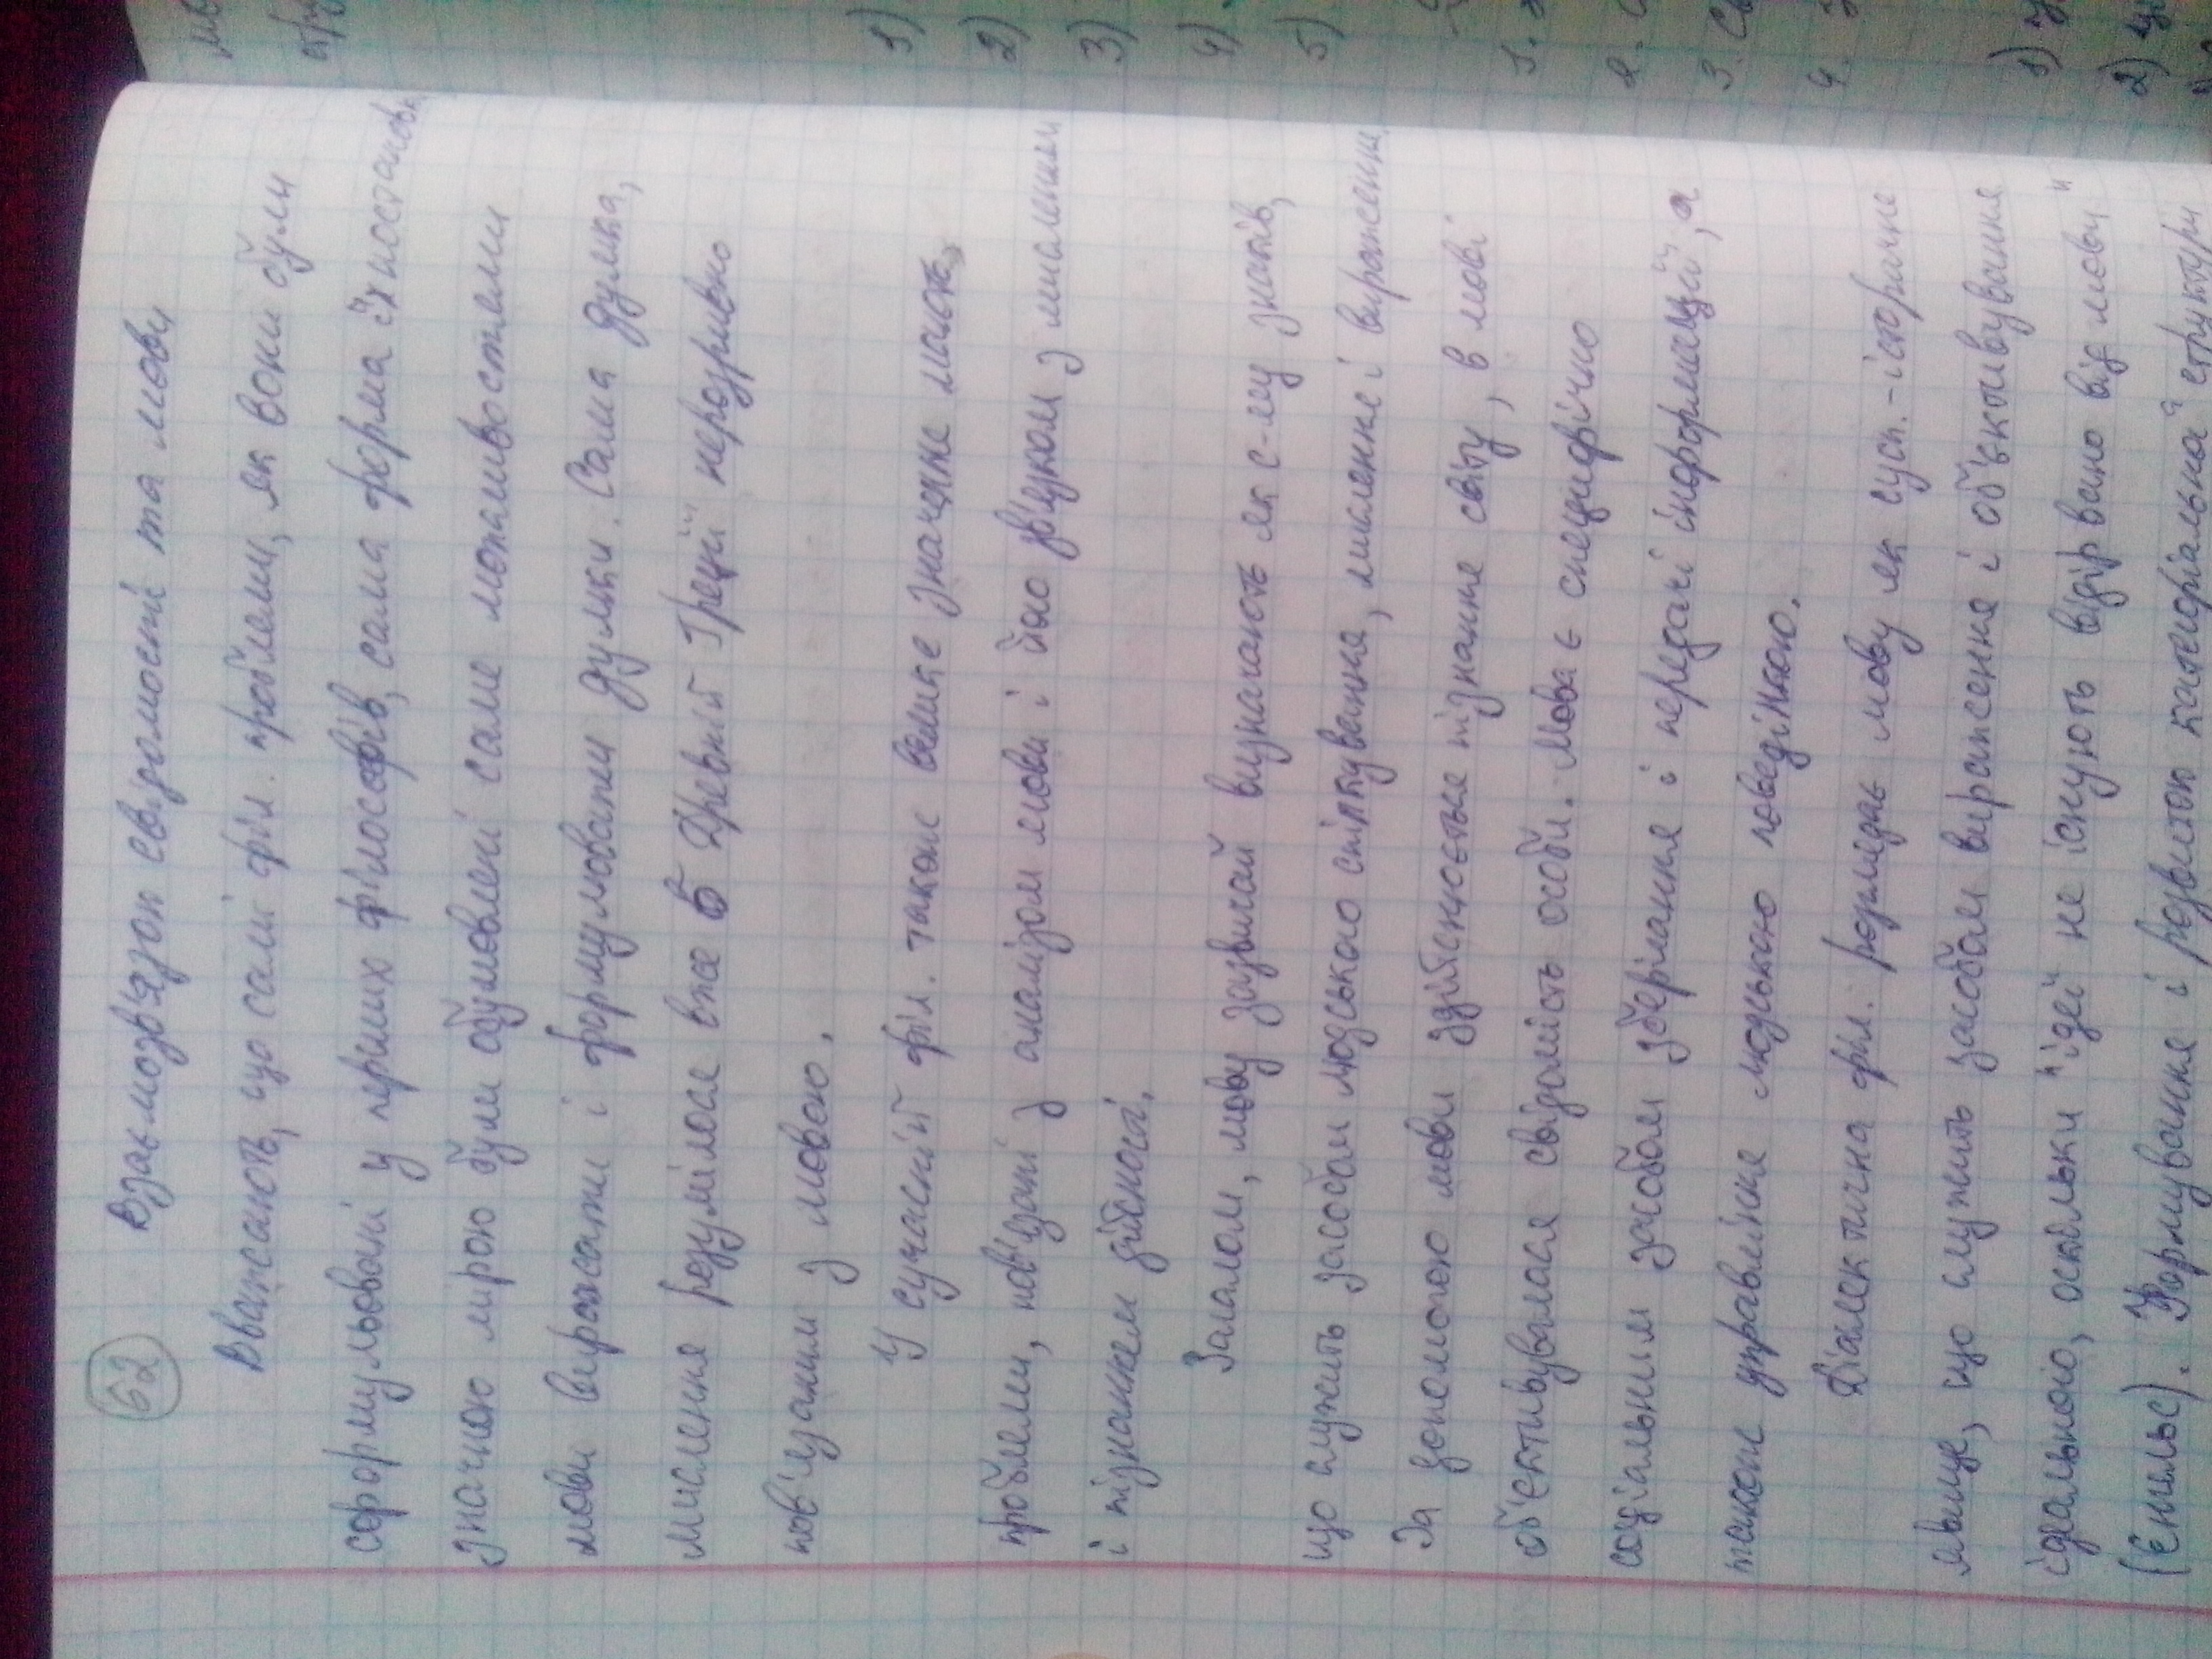 62 Взаємозв'язок свідомості та мови
Вважають, що самі філ. проблеми, як вони були
сформульовані у перших філософів, сама форма їх постановки
значною мірою були обумовлені саме можливостями
мови виражати і формулювати думки. Сама думка,
мислення розумілося вже в Древній Греції нерозривно
пов'язаним з мовою.
У сучасній філ. також велике значення мають
проблеми, пов'язані з аналізом мови і його зв'язком з мисленням
і пізнанням дійсності.
Загалом, мову зазвичай визначають як с-му знаків,
що служить засобом людського спілкування, мислення і вираження.
За допомогою мови здійснюється пізнання світу, в мові
об'єктивувалася свідомість особи. Мова є специфічно
соціальним засобом зберігання і передачі інформації, а
також управління людською поведінкою.
Діалектична філ. розглядає мову як сусп.-історичне
явище, що служить засобом вираження і об'єктивування
ідеального, оскільки "ідеї не існують відірвано від мови"
(Енгельс). Формування і розвиток категоріальної структури
1)
2)
3)
4)
5)
1.
2.
3. Св
4.
1)
2)